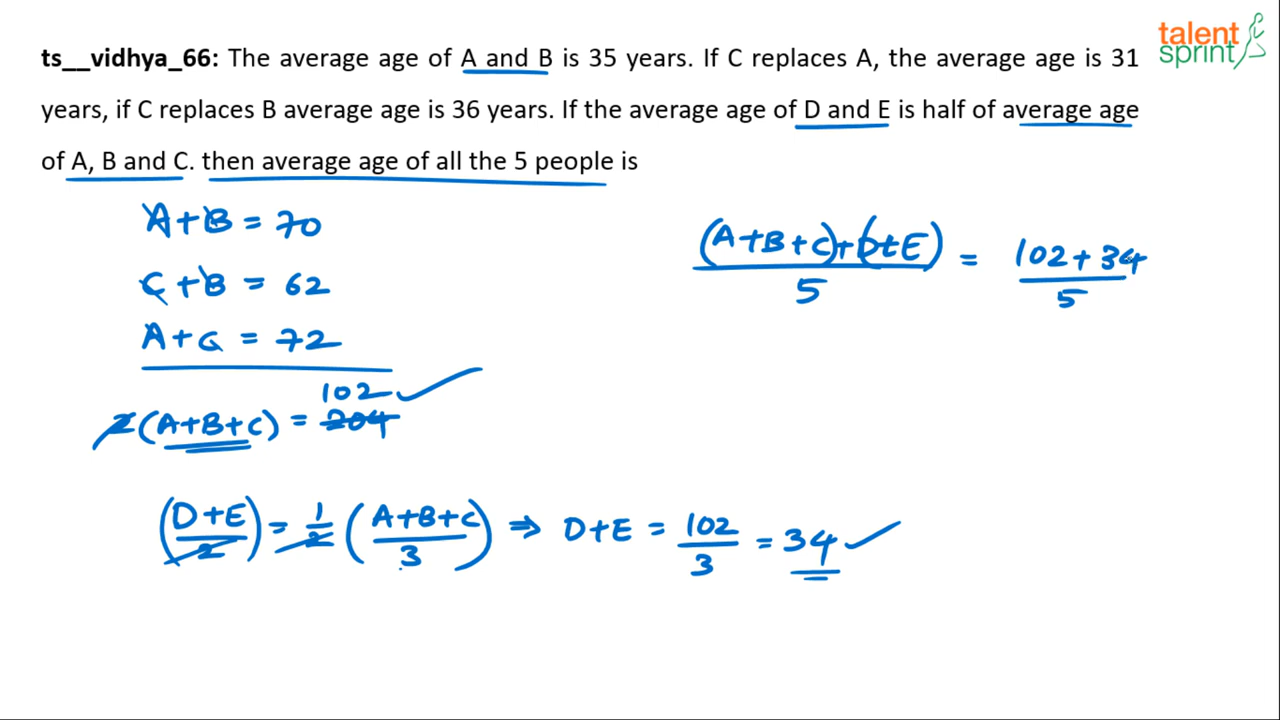 talent
sprint
ts__vidhya_66: The average age of A and B is 35 years. If C replaces A, the average age is 31
years, if C replaces B average age is 36 years. If the average age of D and E is half of average age
of A, B and C. then average age of all the 5 people is
A+B = 70
C+B = 62
A+C = 72
2(A+B+C) = 204 102
(A+B+C)+(D+E)/5 = 102+34/5
(D+E/2) = 1/2 (A+B+C/3) ⇒ D+E = 102/3 = 34